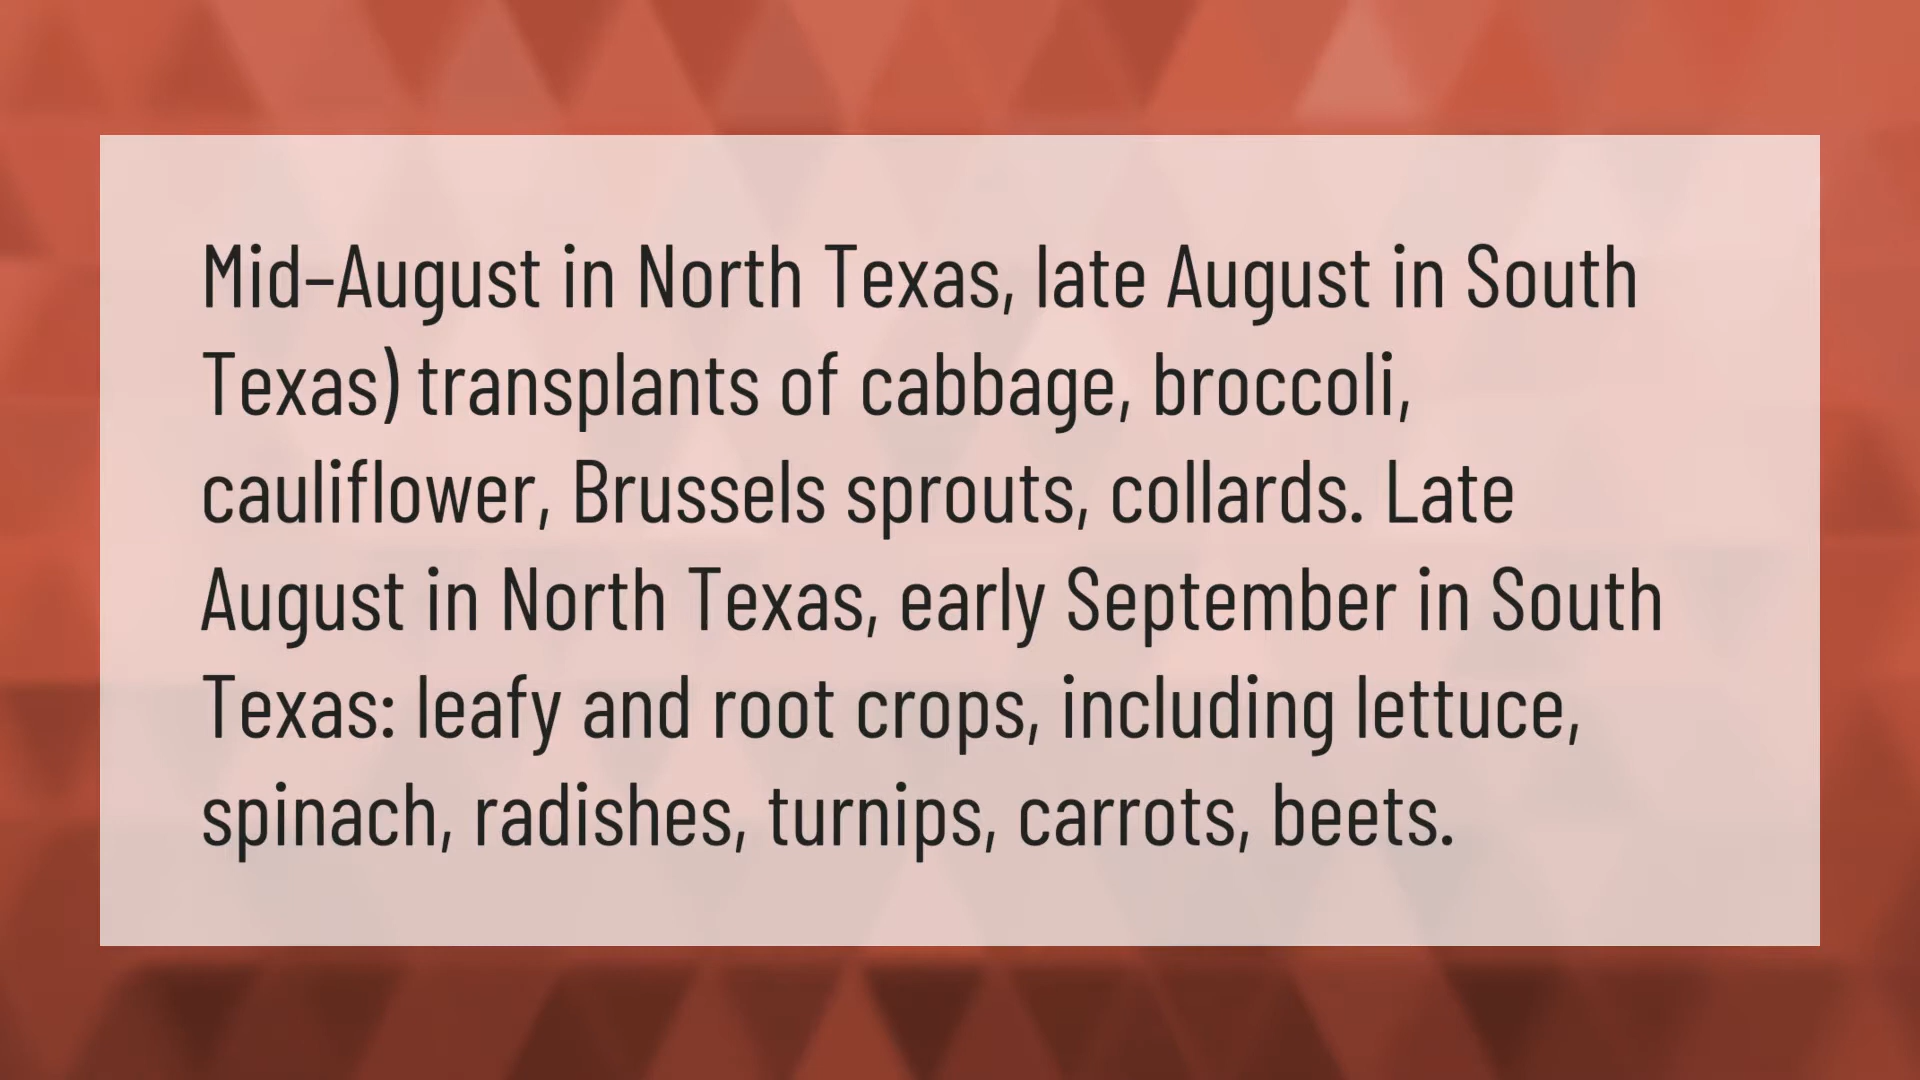 Mid-August in North Texas, late August in South
Texas) transplants of cabbage, broccoli,
cauliflower, Brussels sprouts, collards. Late
August in North Texas, early September in South
Texas: leafy and root crops, including lettuce,
spinach, radishes, turnips, carrots, beets.